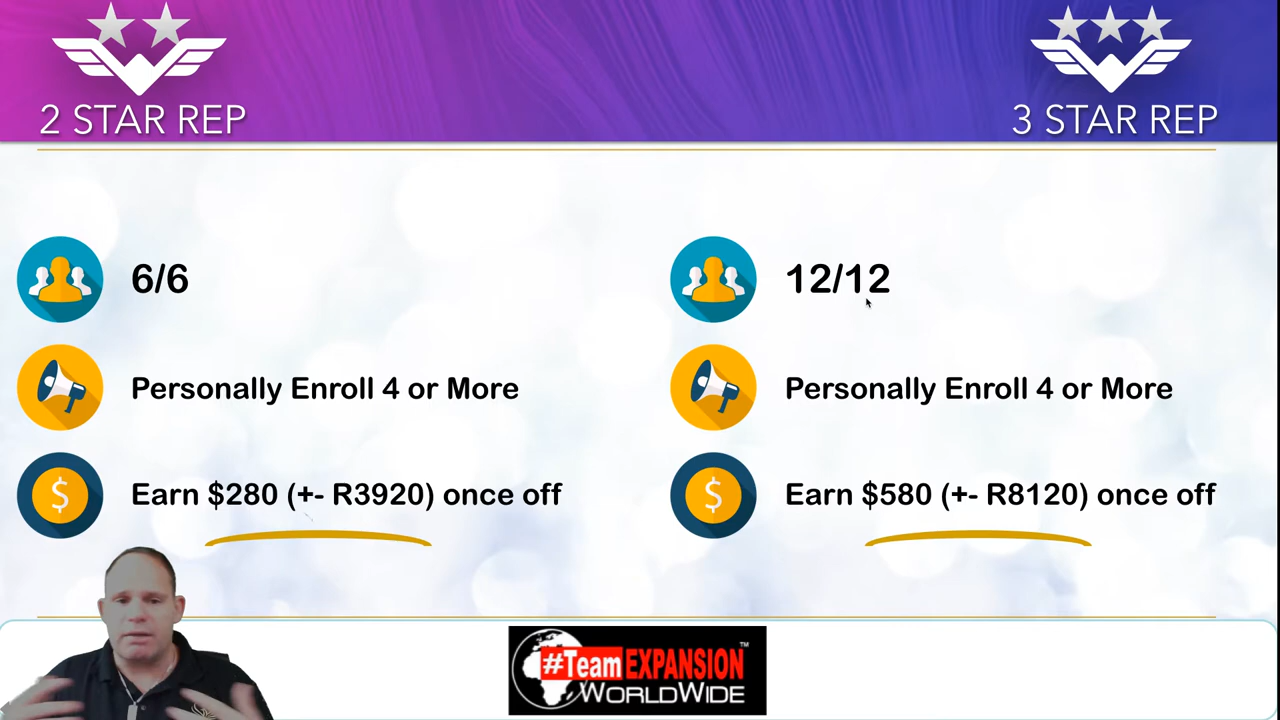 2 STAR REP
3 STAR REP
6/6
Personally Enroll 4 or More
Earn $280 (+- R3920) once off
12/12
Personally Enroll 4 or More
Earn $580 (+- R8120) once off
#Team EXPANSION™
WORLDWIDE